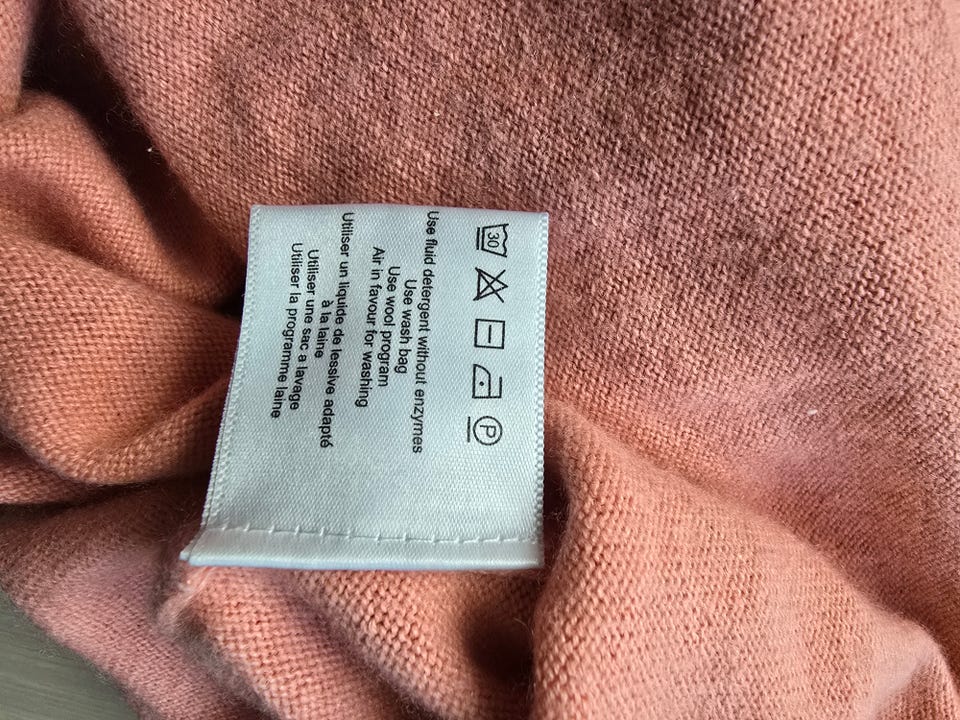 30
P
Use fluid detergent without enzymes
Use wash bag
Use wool program
Air in favour for washing
Utiliser un liquide de lessive adapté
à la laine
Utiliser une sac a lavage
Utiliser la programme laine